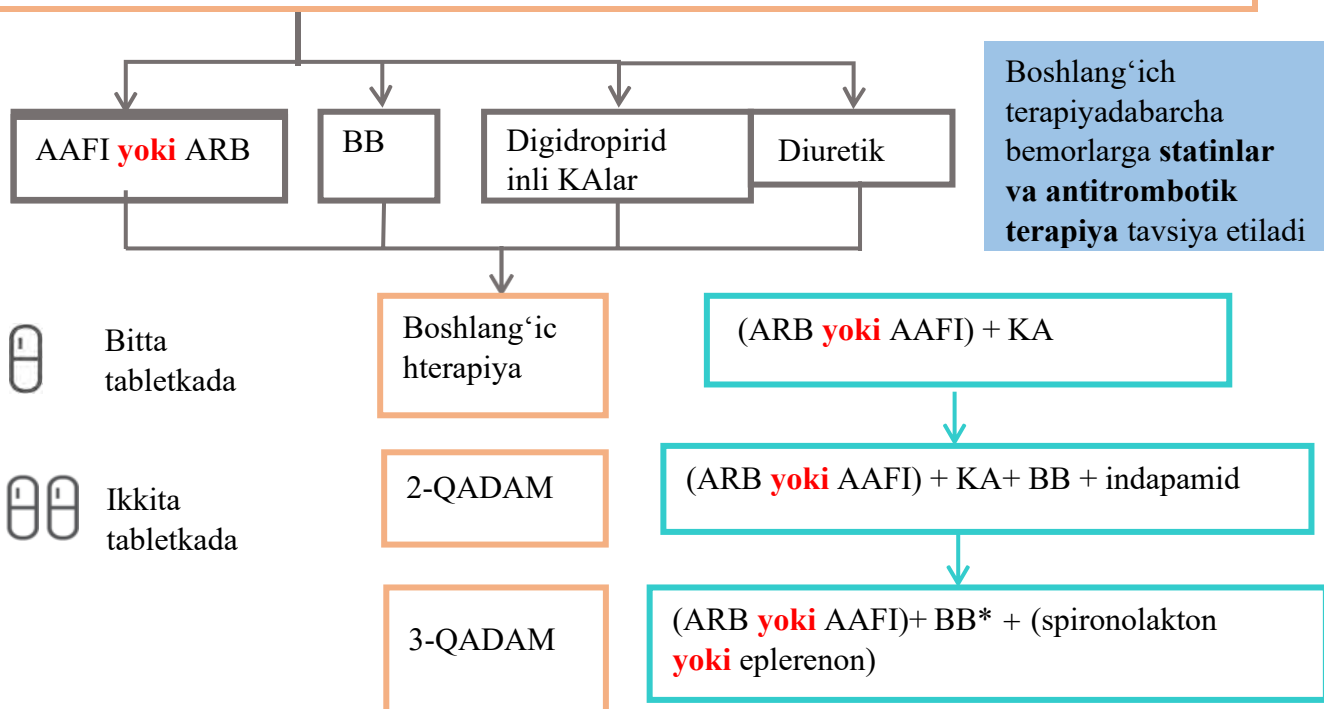 AAFI yoki ARB
BB
Digidropirid
inli KAlar
Diuretik
Boshlang‘ich
terapiyadabarcha
bemorlarga statinlar
va antitrombotik
terapiya tavsiya etiladi
Bitta
tabletkada
Boshlang‘ic
hterapiya
(ARB yoki AAFI) + KA
Ikkita
tabletkada
2-QADAM
(ARB yoki AAFI) + KA+ BB + indapamid
3-QADAM
(ARB yoki AAFI)+ BB* + (spironolakton
yoki eplerenon)